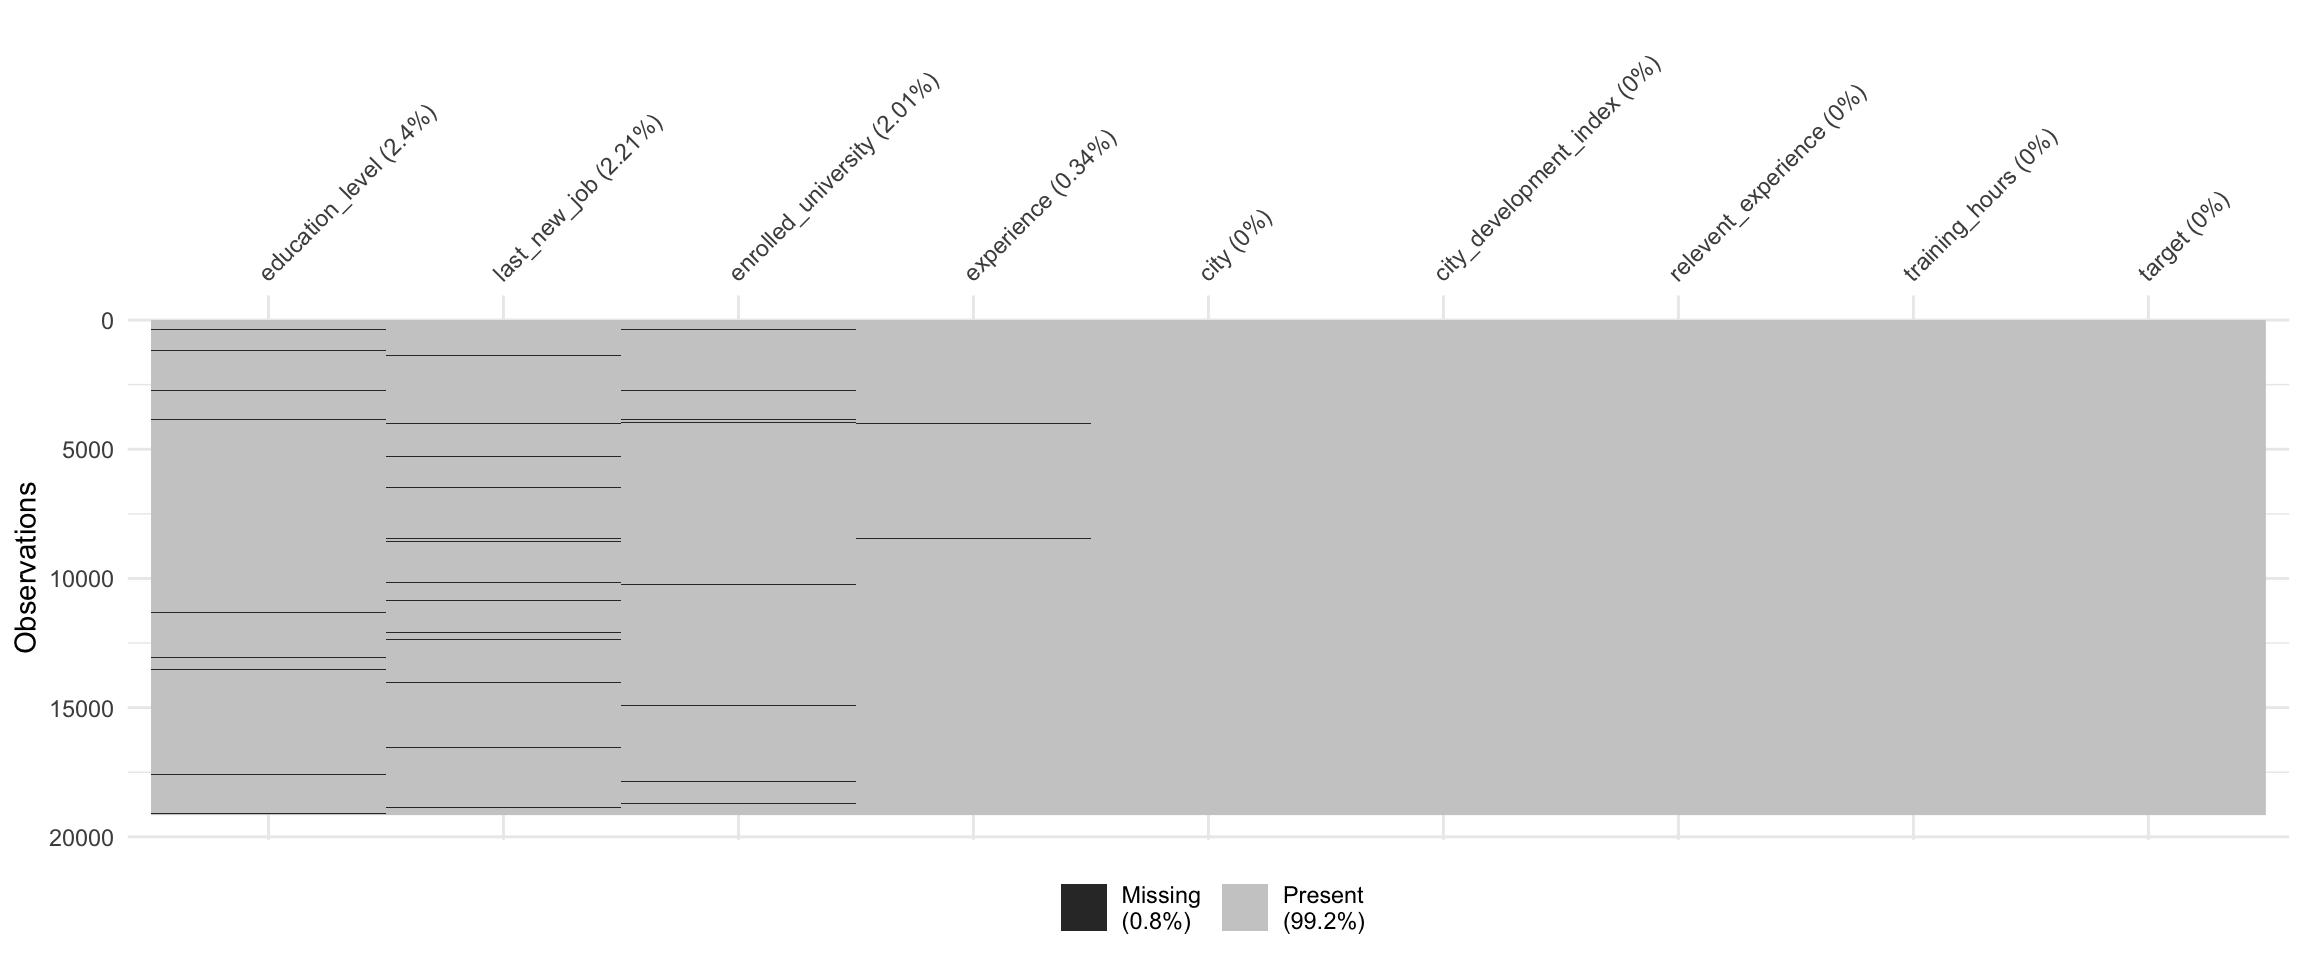 education_level (2.4%)
last_new_job (2.21%)
enrolled_university (2.01%)
experience (0.34%)
city (0%)
city_development_index (0%)
relevent_experience (0%)
training_hours (0%)
target (0%)
0
5000
10000
15000
20000
Observations
Missing
(0.8%)
Present
(99.2%)